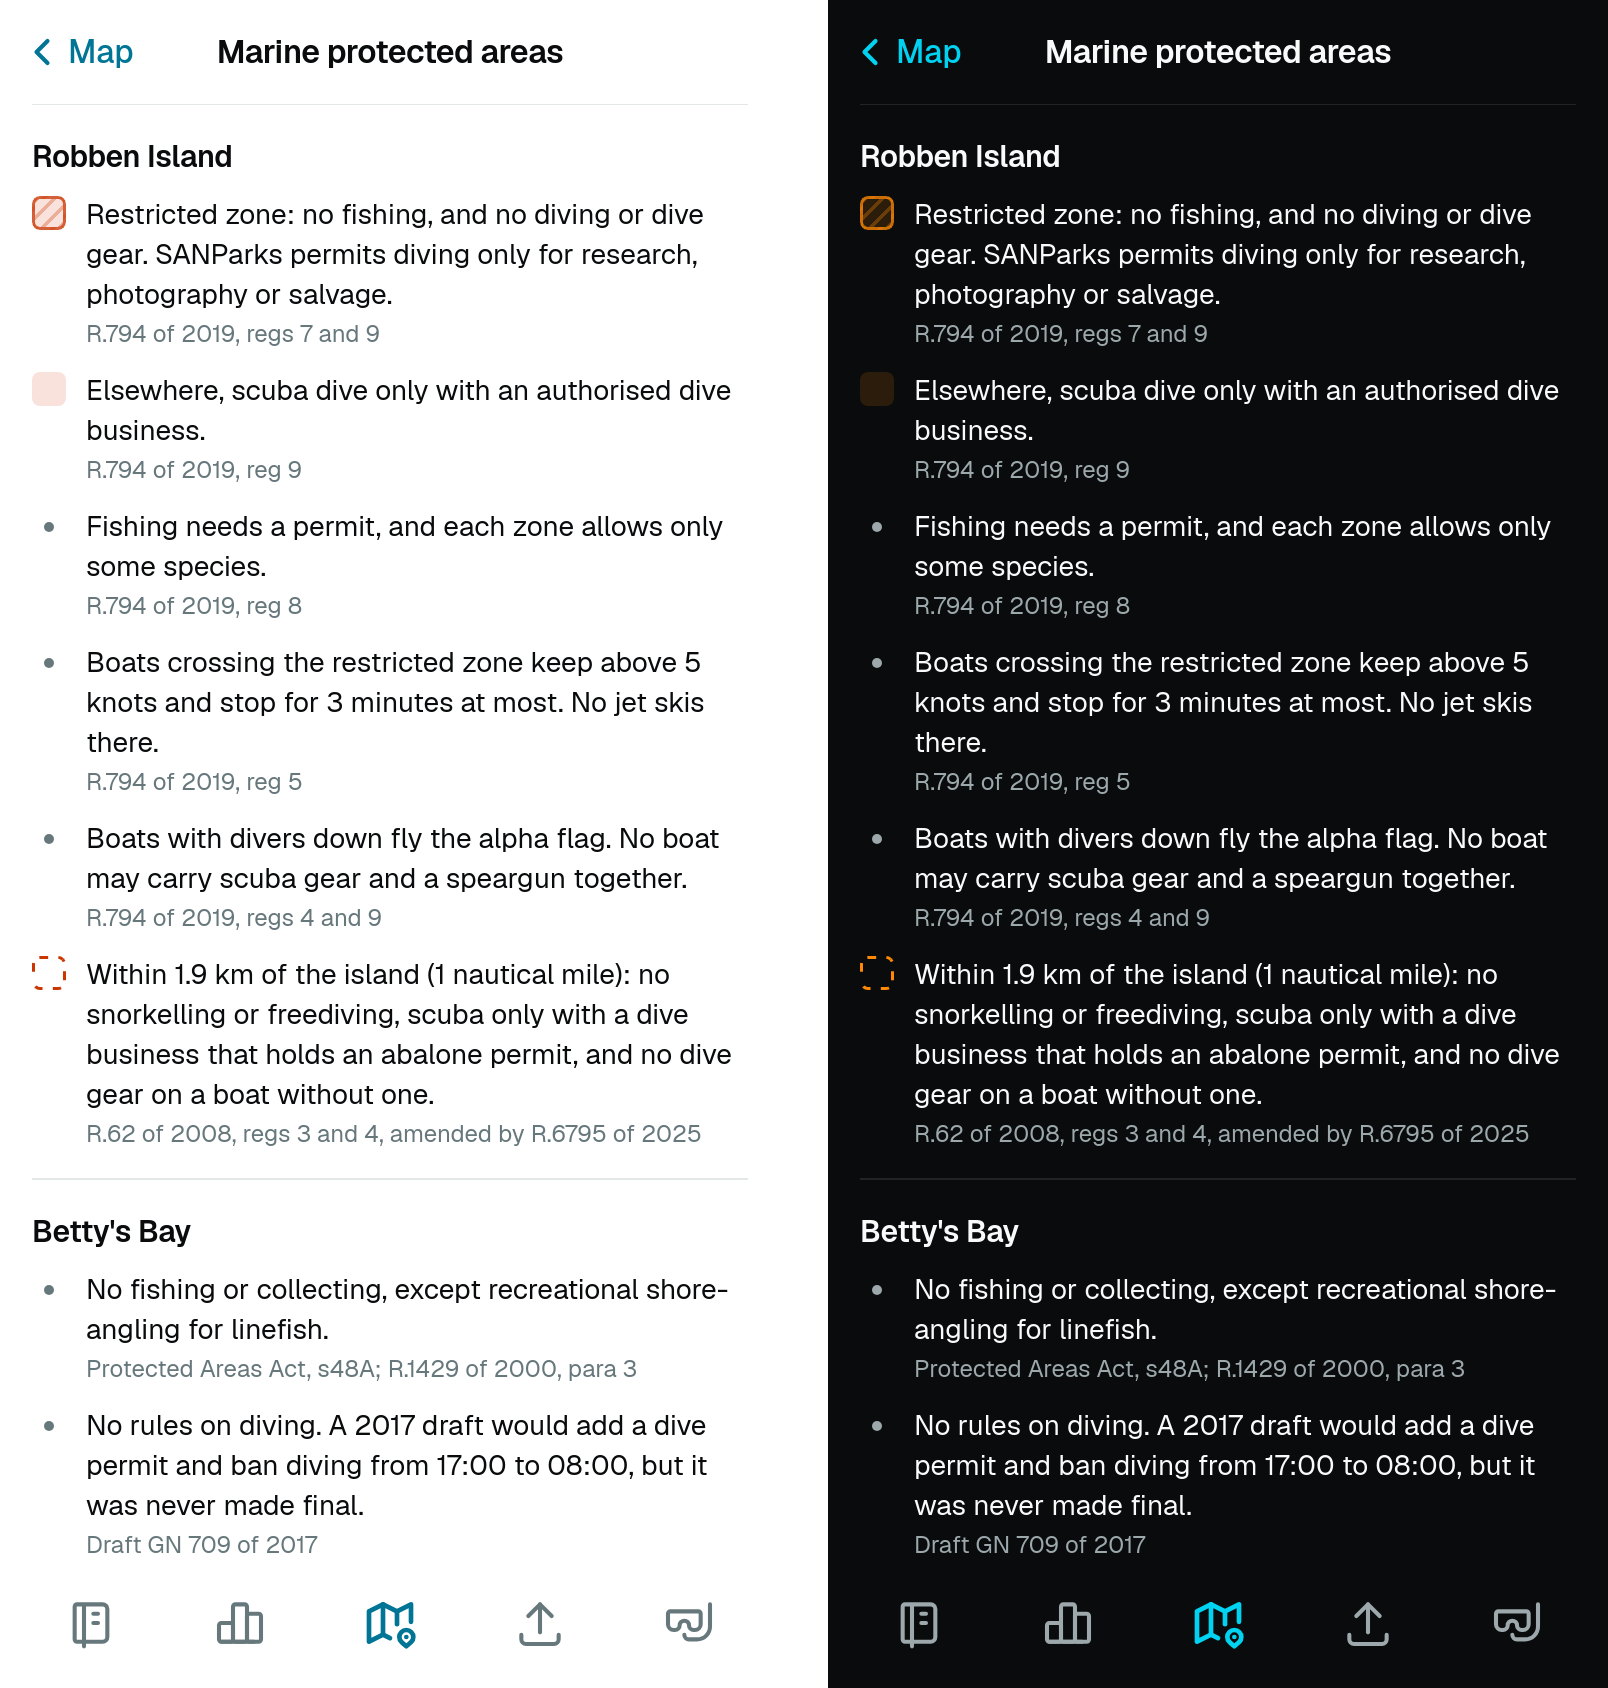 Map
Marine protected areas
Robben Island
Restricted zone: no fishing, and no diving or dive
gear. SANParks permits diving only for research,
photography or salvage.
R.794 of 2019, regs 7 and 9
Elsewhere, scuba dive only with an authorised dive
business.
R.794 of 2019, reg 9
Fishing needs a permit, and each zone allows only
some species.
R.794 of 2019, reg 8
Boats crossing the restricted zone keep above 5
knots and stop for 3 minutes at most. No jet skis
there.
R.794 of 2019, reg 5
Boats with divers down fly the alpha flag. No boat
may carry scuba gear and a speargun together.
R.794 of 2019, regs 4 and 9
Within 1.9 km of the island (1 nautical mile): no
snorkelling or freediving, scuba only with a dive
business that holds an abalone permit, and no dive
gear on a boat without one.
R.62 of 2008, regs 3 and 4, amended by R.6795 of 2025
Betty's Bay
No fishing or collecting, except recreational shore-
angling for linefish.
Protected Areas Act, s48A; R.1429 of 2000, para 3
No rules on diving. A 2017 draft would add a dive
permit and ban diving from 17:00 to 08:00, but it
was never made final.
Draft GN 709 of 2017
Map
Marine protected areas
Robben Island
Restricted zone: no fishing, and no diving or dive
gear. SANParks permits diving only for research,
photography or salvage.
R.794 of 2019, regs 7 and 9
Elsewhere, scuba dive only with an authorised dive
business.
R.794 of 2019, reg 9
Fishing needs a permit, and each zone allows only
some species.
R.794 of 2019, reg 8
Boats crossing the restricted zone keep above 5
knots and stop for 3 minutes at most. No jet skis
there.
R.794 of 2019, reg 5
Boats with divers down fly the alpha flag. No boat
may carry scuba gear and a speargun together.
R.794 of 2019, regs 4 and 9
Within 1.9 km of the island (1 nautical mile): no
snorkelling or freediving, scuba only with a dive
business that holds an abalone permit, and no dive
gear on a boat without one.
R.62 of 2008, regs 3 and 4, amended by R.6795 of 2025
Betty's Bay
No fishing or collecting, except recreational shore-
angling for linefish.
Protected Areas Act, s48A; R.1429 of 2000, para 3
No rules on diving. A 2017 draft would add a dive
permit and ban diving from 17:00 to 08:00, but it
was never made final.
Draft GN 709 of 2017